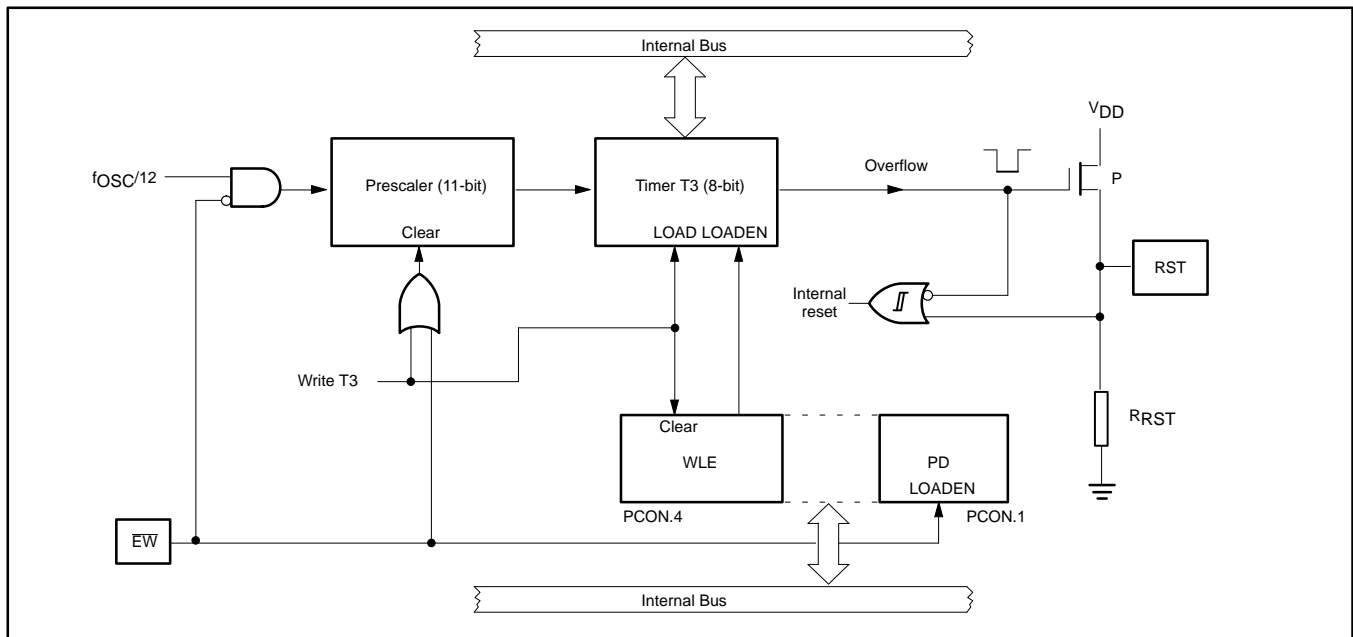 Internal Bus
VDD
fOSC/12
Prescaler (11-bit)
Timer T3 (8-bit)
Overflow
P
Clear
LOAD LOADEN
RST
Internal
reset
Write T3
Clear
WLE
PD
LOADEN
RRST
PCON.4
PCON.1
EW
Internal Bus